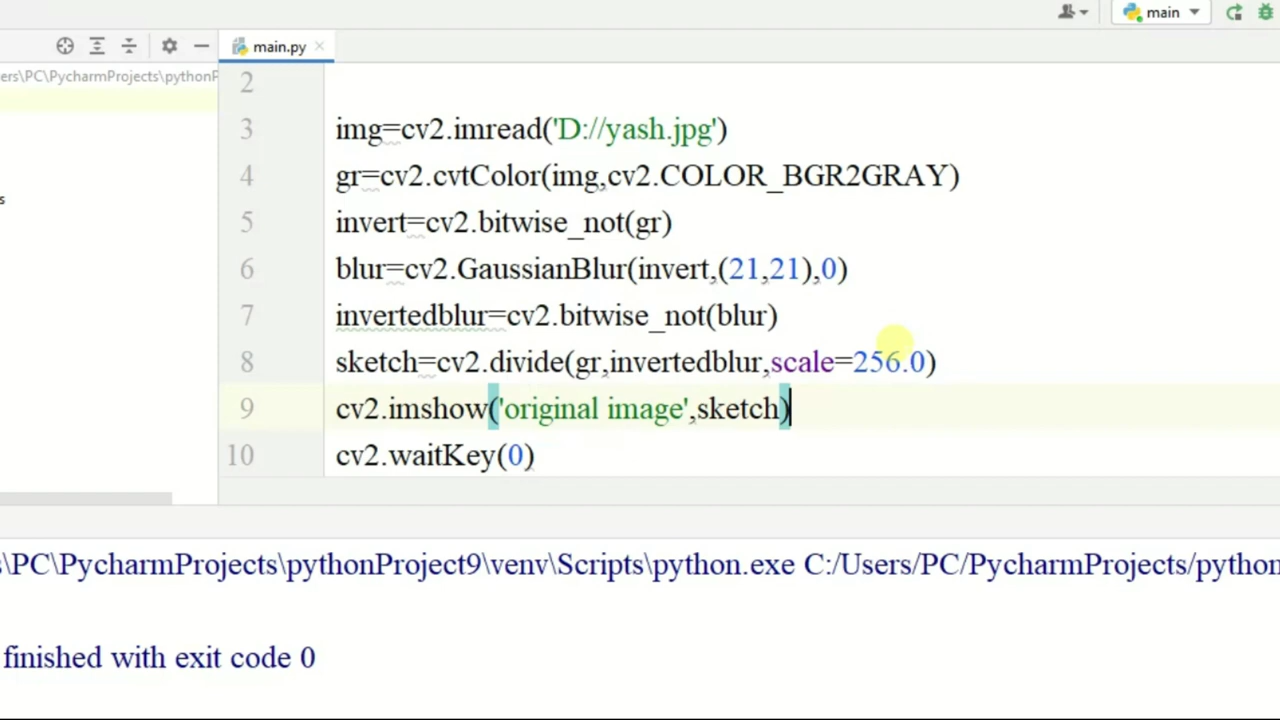 main
main.py
ers\PC\PycharmProjects\pythonP
2
3 img=cv2.imread('D://yash.jpg')
4 gr=cv2.cvtColor(img,cv2.COLOR_BGR2GRAY)
5 invert=cv2.bitwise_not(gr)
6 blur=cv2.GaussianBlur(invert,(21,21),0)
7 invertedblur=cv2.bitwise_not(blur)
s
8 sketch=cv2.divide(gr,invertedblur,scale=256.0)
9 cv2.imshow('original image',sketch)
10 cv2.waitKey(0)
s\PC\PycharmProjects\pythonProject9\venv\Scripts\python.exe C:/Users/PC/PycharmProjects/python
finished with exit code 0